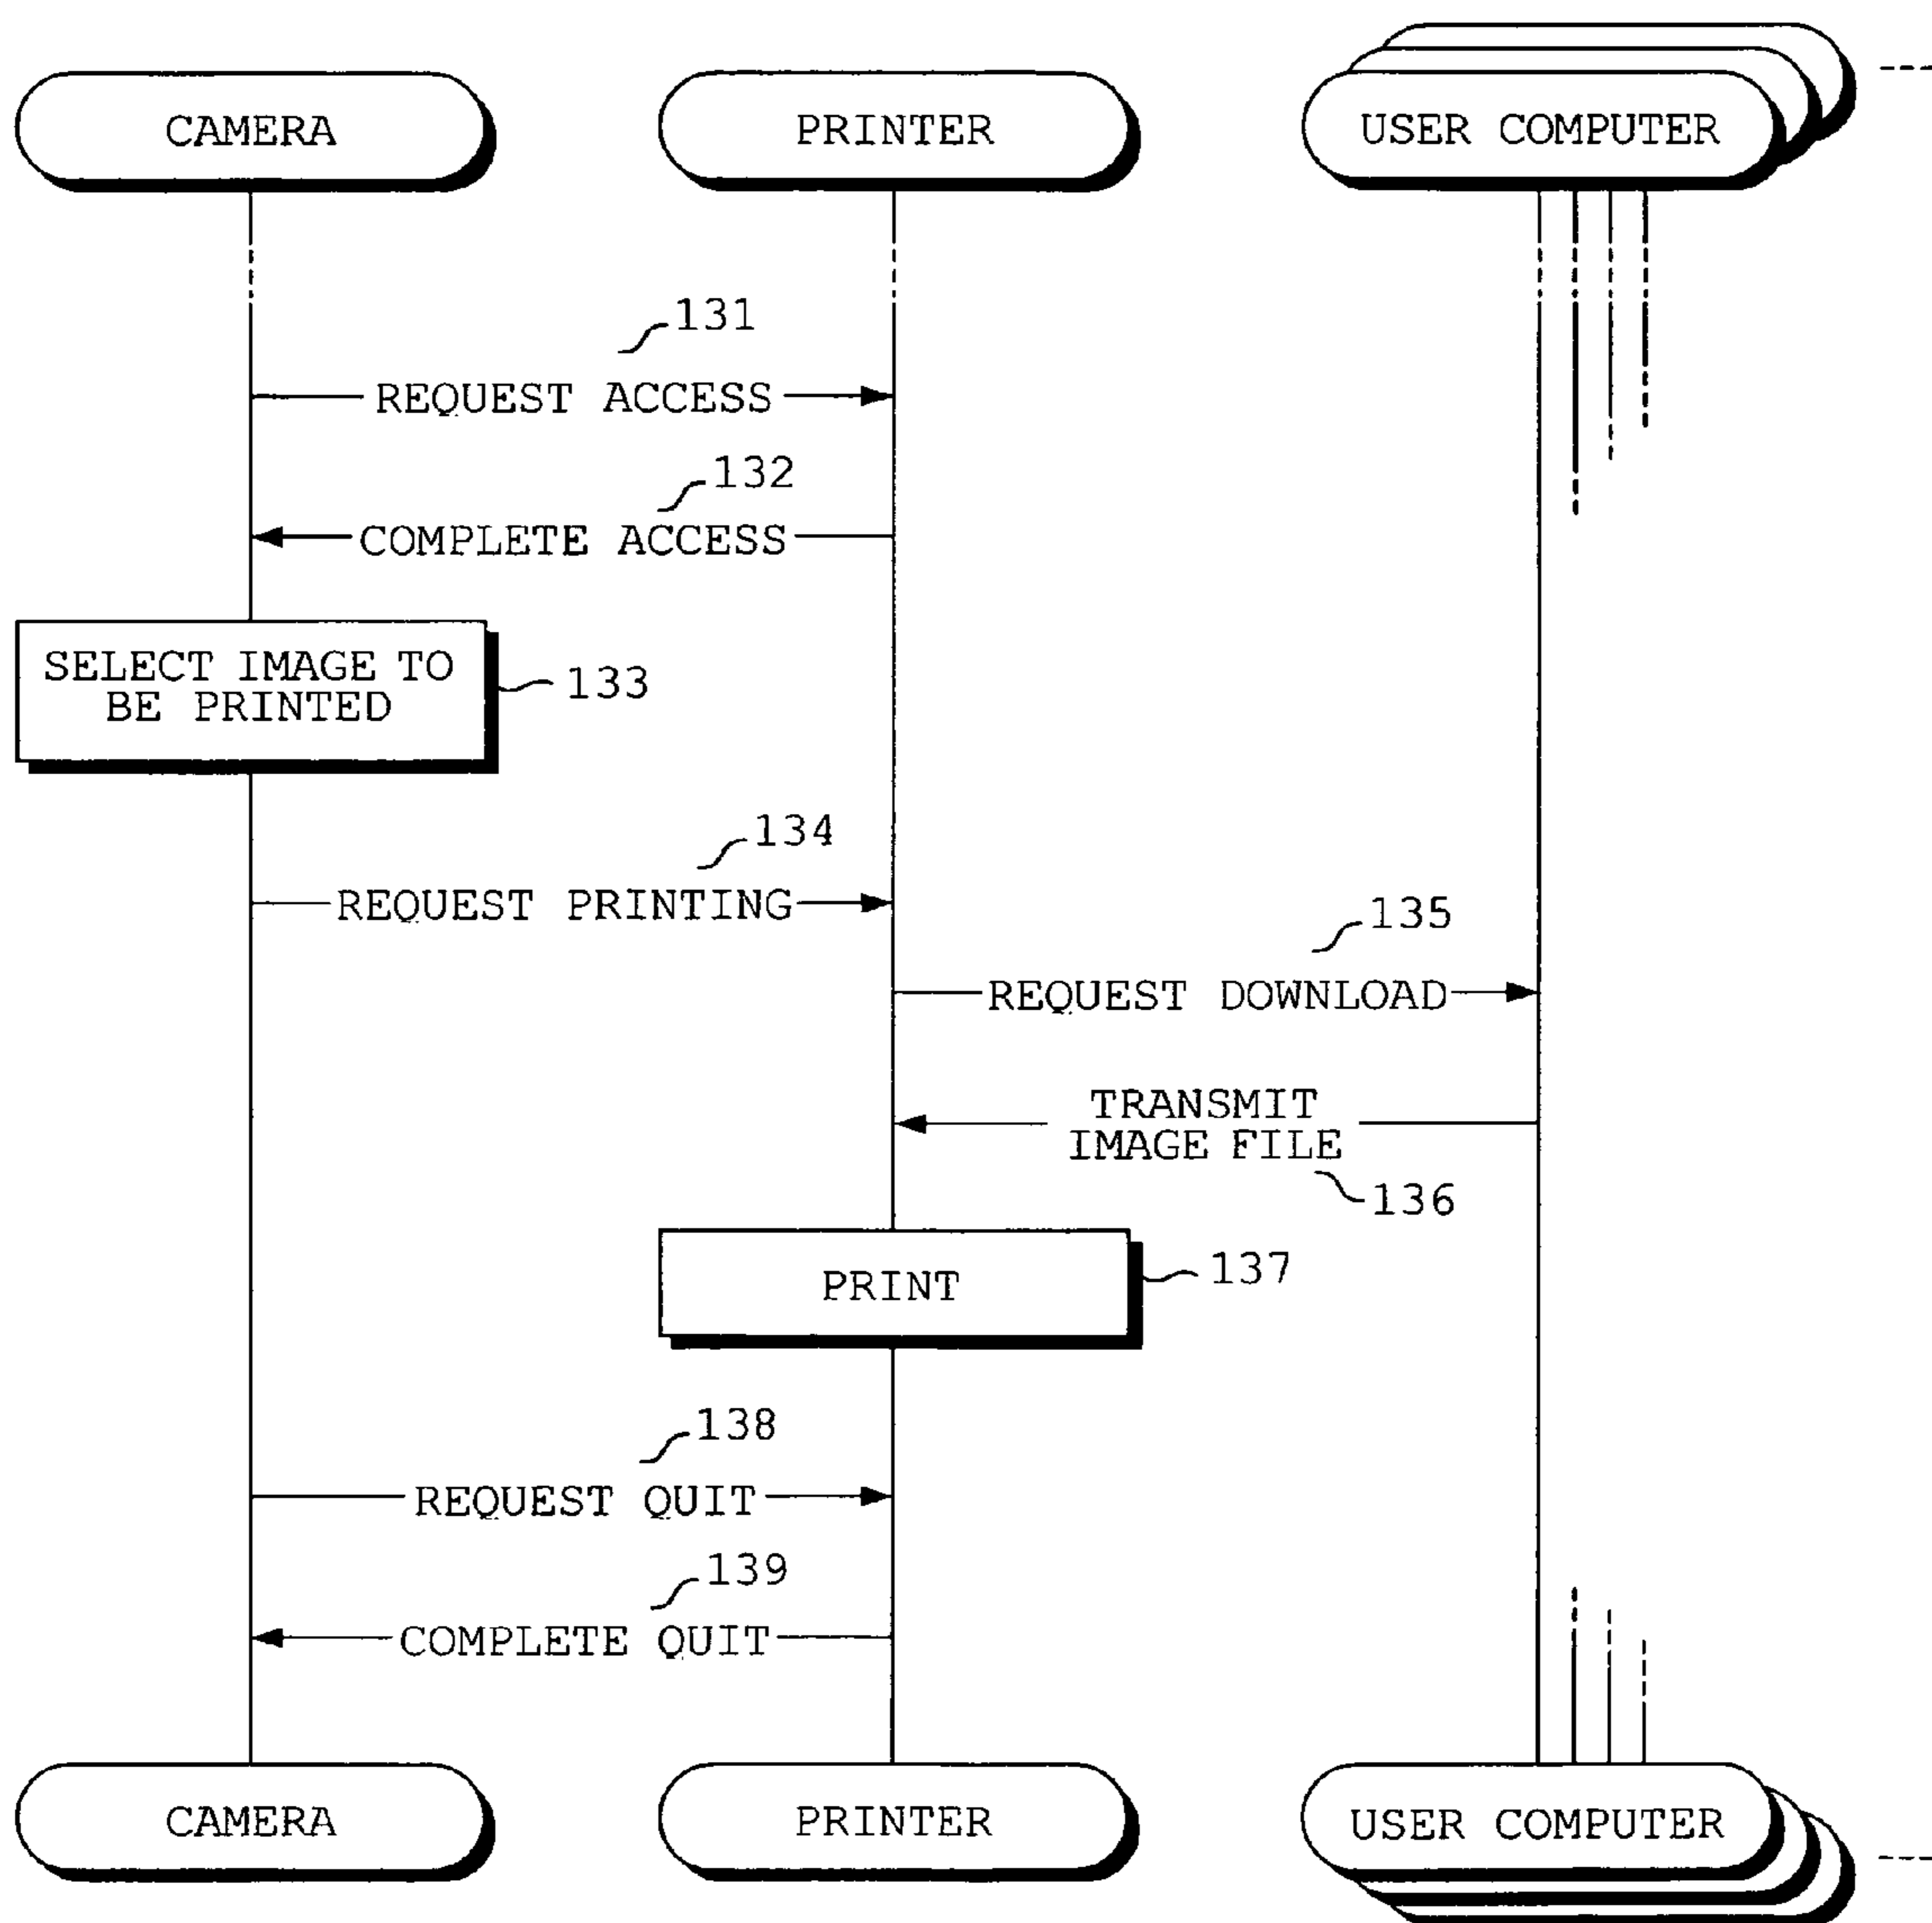 CAMERA
PRINTER
USER COMPUTER
131
REQUEST ACCESS
132
COMPLETE ACCESS
SELECT IMAGE TO
BE PRINTED
133
134
REQUEST PRINTING
135
REQUEST DOWNLOAD
TRANSMIT
IMAGE FILE
136
PRINT
137
138
REQUEST QUIT
139
COMPLETE QUIT
CAMERA
PRINTER
USER COMPUTER